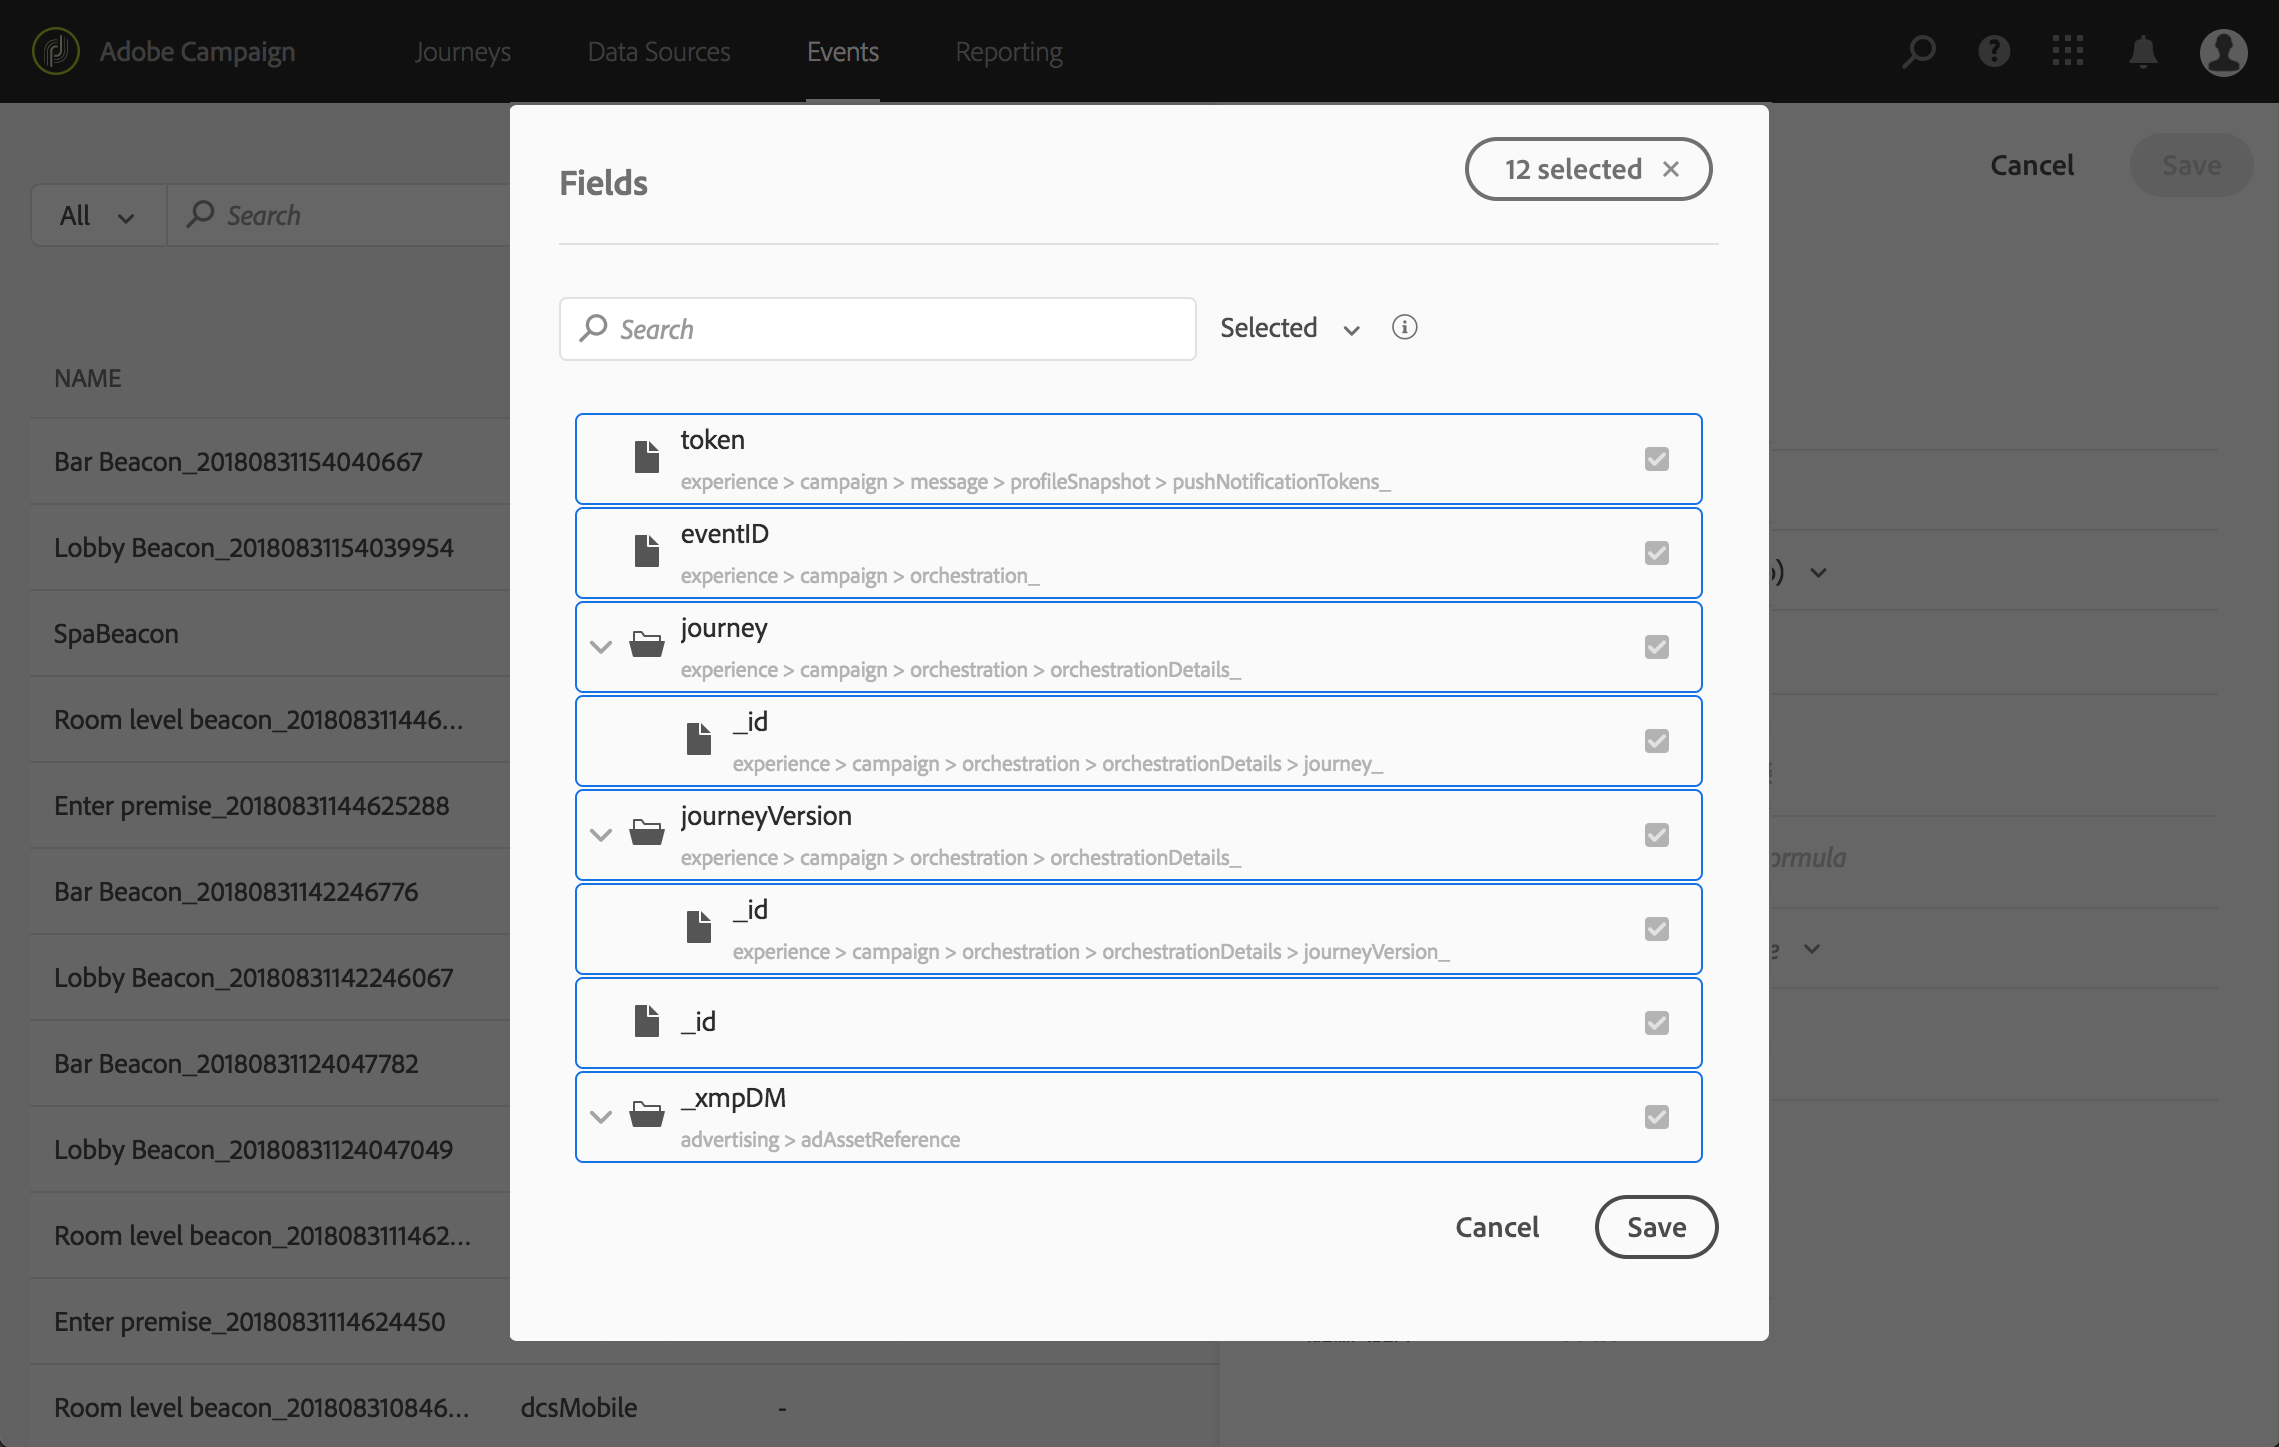 Adobe Campaign Journeys Data Sources Events Reporting
Cancel Save
All Search
NAME
Bar Beacon_20180831154040667
Lobby Beacon_20180831154039954
SpaBeacon
Room level beacon_201808311446...
Enter premise_20180831144625288
Bar Beacon_20180831142246776
Lobby Beacon_20180831142246067
Bar Beacon_20180831124047782
Lobby Beacon_20180831124047049
Room level beacon_2018083111462...
Enter premise_20180831114624450
Room level beacon_201808310846... dcsMobile -
Fields
12 selected
Search Selected
token
experience > campaign > message > profileSnapshot > pushNotificationTokens_
eventID
experience > campaign > orchestration_
journey
experience > campaign > orchestration > orchestrationDetails_
_id
experience > campaign > orchestration > orchestrationDetails > journey_
journeyVersion
experience > campaign > orchestration > orchestrationDetails_
_id
experience > campaign > orchestration > orchestrationDetails > journeyVersion_
_id
_xmpDM
advertising > adAssetReference
Cancel Save